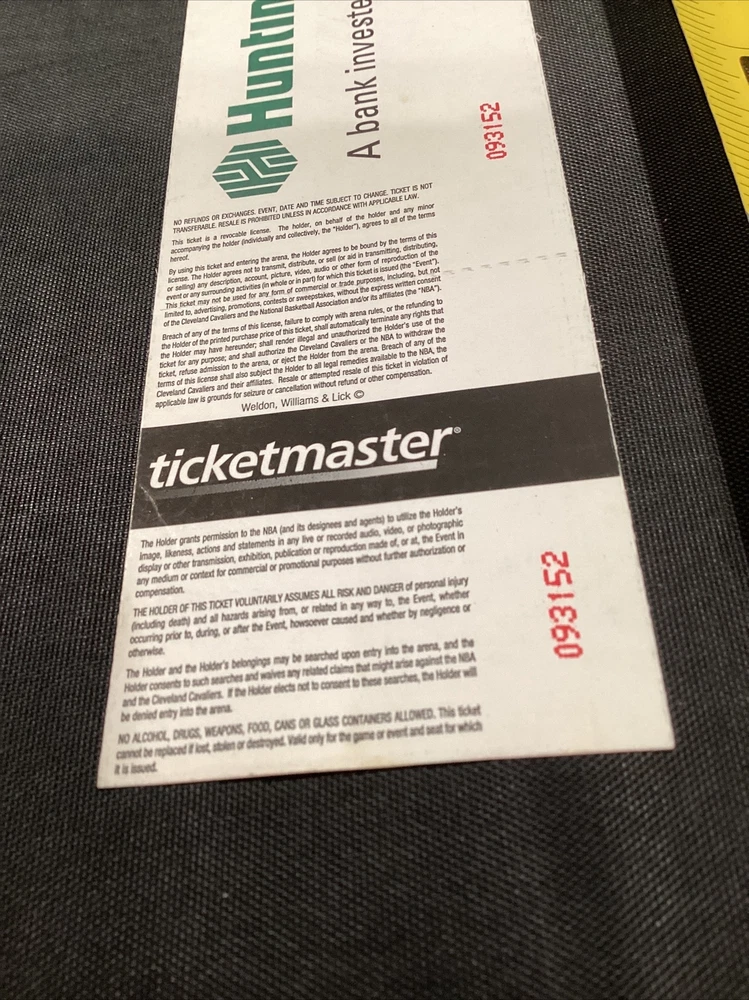 Huntin
A bank investe
093152
NO REFUNDS OR EXCHANGES. EVENT, DATE AND TIME SUBJECT TO CHANGE. TICKET IS NOT
TRANSFERABLE. RESALE IS PROHIBITED UNLESS IN ACCORDANCE WITH APPLICABLE LAW.
This ticket is a revocable license. The holder, on behalf of the holder and any minor
accompanying the holder (individually and collectively, the "Holder"), agrees to all of the terms
hereof.
By using this ticket and entering the arena, the Holder agrees to be bound by the terms of this
license. The Holder agrees not to transmit, distribute, or sell (or aid in transmitting, distributing,
or selling) any description, account, picture, video, audio or other form of reproduction of the
event or any surrounding activities (in whole or in part) for which this ticket is issued (the "Event").
This ticket may not be used for any form of commercial or trade purposes, including, but not
limited to, advertising, promotions, contests or sweepstakes, without the express written consent
of the Cleveland Cavaliers and the National Basketball Association and/or its affiliates (the "NBA").
Breach of any of the terms of this license, failure to comply with arena rules, or the refunding to
the Holder of the printed purchase price of this ticket, shall automatically terminate any rights that
the Holder may have hereunder; shall render illegal and unauthorized the Holder's use of the
ticket for any purpose; and shall authorize the Cleveland Cavaliers or the NBA to withdraw the
ticket, refuse admission to the arena, or eject the Holder from the arena. Breach of any of the
terms of this license shall also subject the Holder to all legal remedies available to the NBA, the
Cleveland Cavaliers and their affiliates. Resale or attempted resale of this ticket in violation of
applicable law is grounds for seizure or cancellation without refund or other compensation.
Weldon, Williams & Lick ©
ticketmaster®
The Holder grants permission to the NBA (and its designees and agents) to utilize the Holder's
image, likeness, actions and statements in any live or recorded audio, video, or photographic
display or other transmission, exhibition, publication or reproduction made of, or at, the Event in
any medium or context for commercial or promotional purposes without further authorization or
compensation.
THE HOLDER OF THIS TICKET VOLUNTARILY ASSUMES ALL RISK AND DANGER of personal injury
(including death) and all hazards arising from, or related in any way to, the Event, whether
occurring prior to, during, or after the Event, howsoever caused and whether by negligence or
otherwise.
The Holder and the Holder's belongings may be searched upon entry into the arena, and the
Holder consents to such searches and waives any related claims that might arise against the NBA
and the Cleveland Cavaliers. If the Holder elects not to consent to these searches, the Holder will
be denied entry into the arena.
NO ALCOHOL, DRUGS, WEAPONS, FOOD, CANS OR GLASS CONTAINERS ALLOWED. This ticket
cannot be replaced if lost, stolen or destroyed. Valid only for the game or event and seat for which
it is issued.
093152